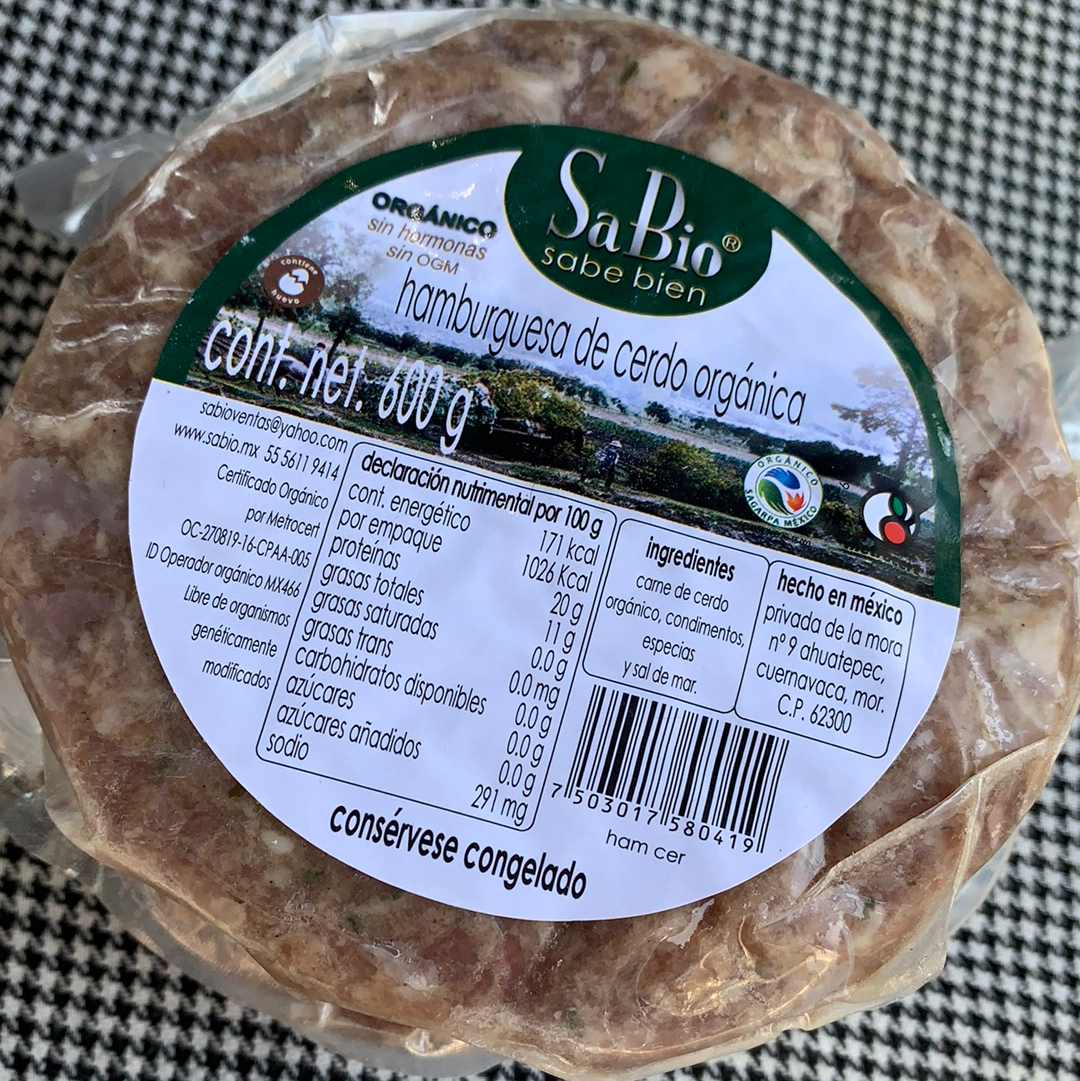 SaBio®
sabe bien
ORGÁNICO
sin hormonas
sin OGM
contiene
huevo
hamburguesa de cerdo orgánica
cont. net. 600 g
ORGÁNICO
SAGARPA MÉXICO
sabioventas@yahoo.com
www.sabio.mx 55 5611 9414
Certificado Orgánico
por Metrocert
OC-270819-16-CPAA-005
ID Operador orgánico MX466
Libre de organismos
genéticamente
modificados
declaración nutrimental por 100 g
cont. energético 171 kcal
por empaque 1026 Kcal
proteínas 20 g
grasas totales 11 g
grasas saturadas 0.0 g
grasas trans 0.0 mg
carbohidratos disponibles 0.0 g
azúcares 0.0 g
azúcares añadidos 0.0 g
sodio 291 mg
ingredientes
carne de cerdo
orgánico, condimentos,
especias
y sal de mar.
hecho en méxico
privada de la mora
nº 9 ahuatepec,
cuernavaca, mor.
C.P. 62300
7 503017 580419
ham cer
consérvese congelado